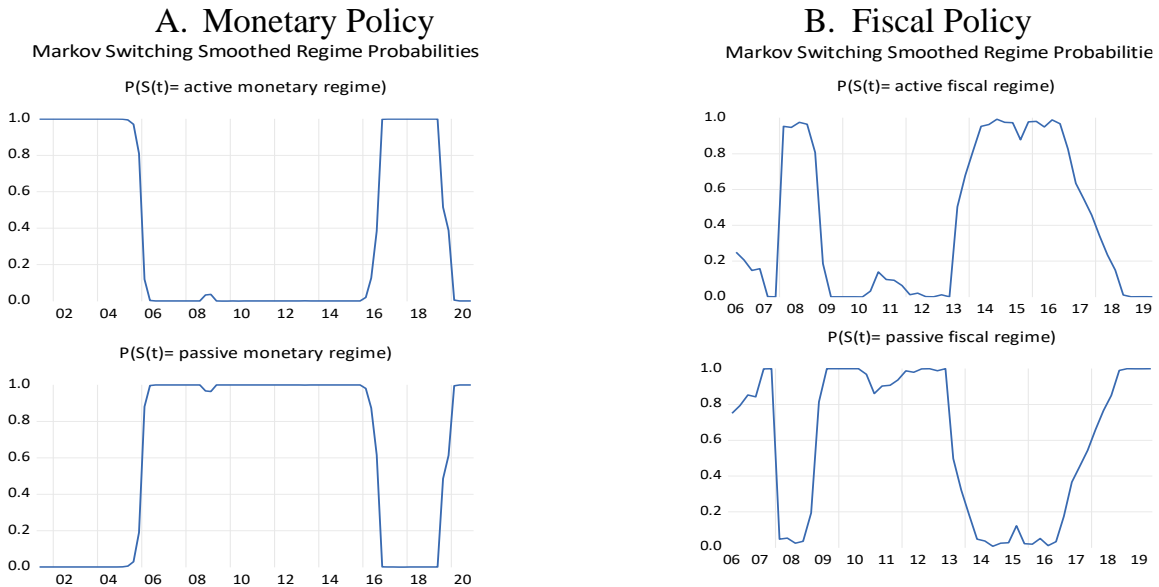 A. Monetary Policy
Markov Switching Smoothed Regime Probabilities
P(S(t)= active monetary regime)
1.0
0.8
0.6
0.4
0.2
0.0
02 04 06 08 10 12 14 16 18 20
P(S(t)= passive monetary regime)
1.0
0.8
0.6
0.4
0.2
0.0
02 04 06 08 10 12 14 16 18 20
B. Fiscal Policy
Markov Switching Smoothed Regime Probabilitie
P(S(t)= active fiscal regime)
1.0
0.8
0.6
0.4
0.2
0.0
06 07 08 09 10 11 12 13 14 15 16 17 18 19
P(S(t)= passive fiscal regime)
1.0
0.8
0.6
0.4
0.2
0.0
06 07 08 09 10 11 12 13 14 15 16 17 18 19